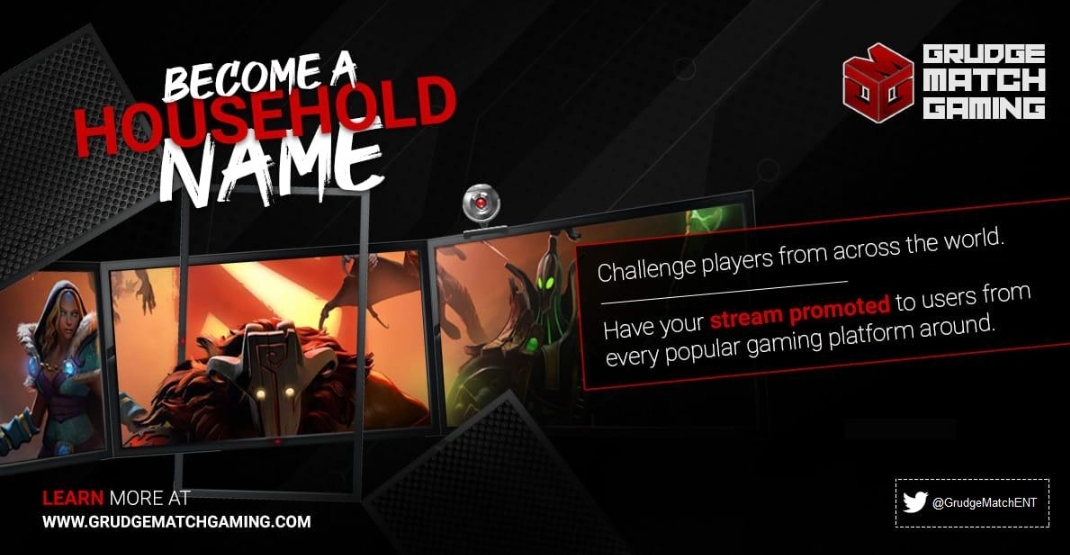 BECOME A
HOUSEHOLD
NAME
GRUDGE
MATCH
GAMING
Challenge players from across the world.
Have your stream promoted to users from
every popular gaming platform around.
LEARN MORE AT
WWW.GRUDGEMATCHGAMING.COM
@GrudgeMatchENT